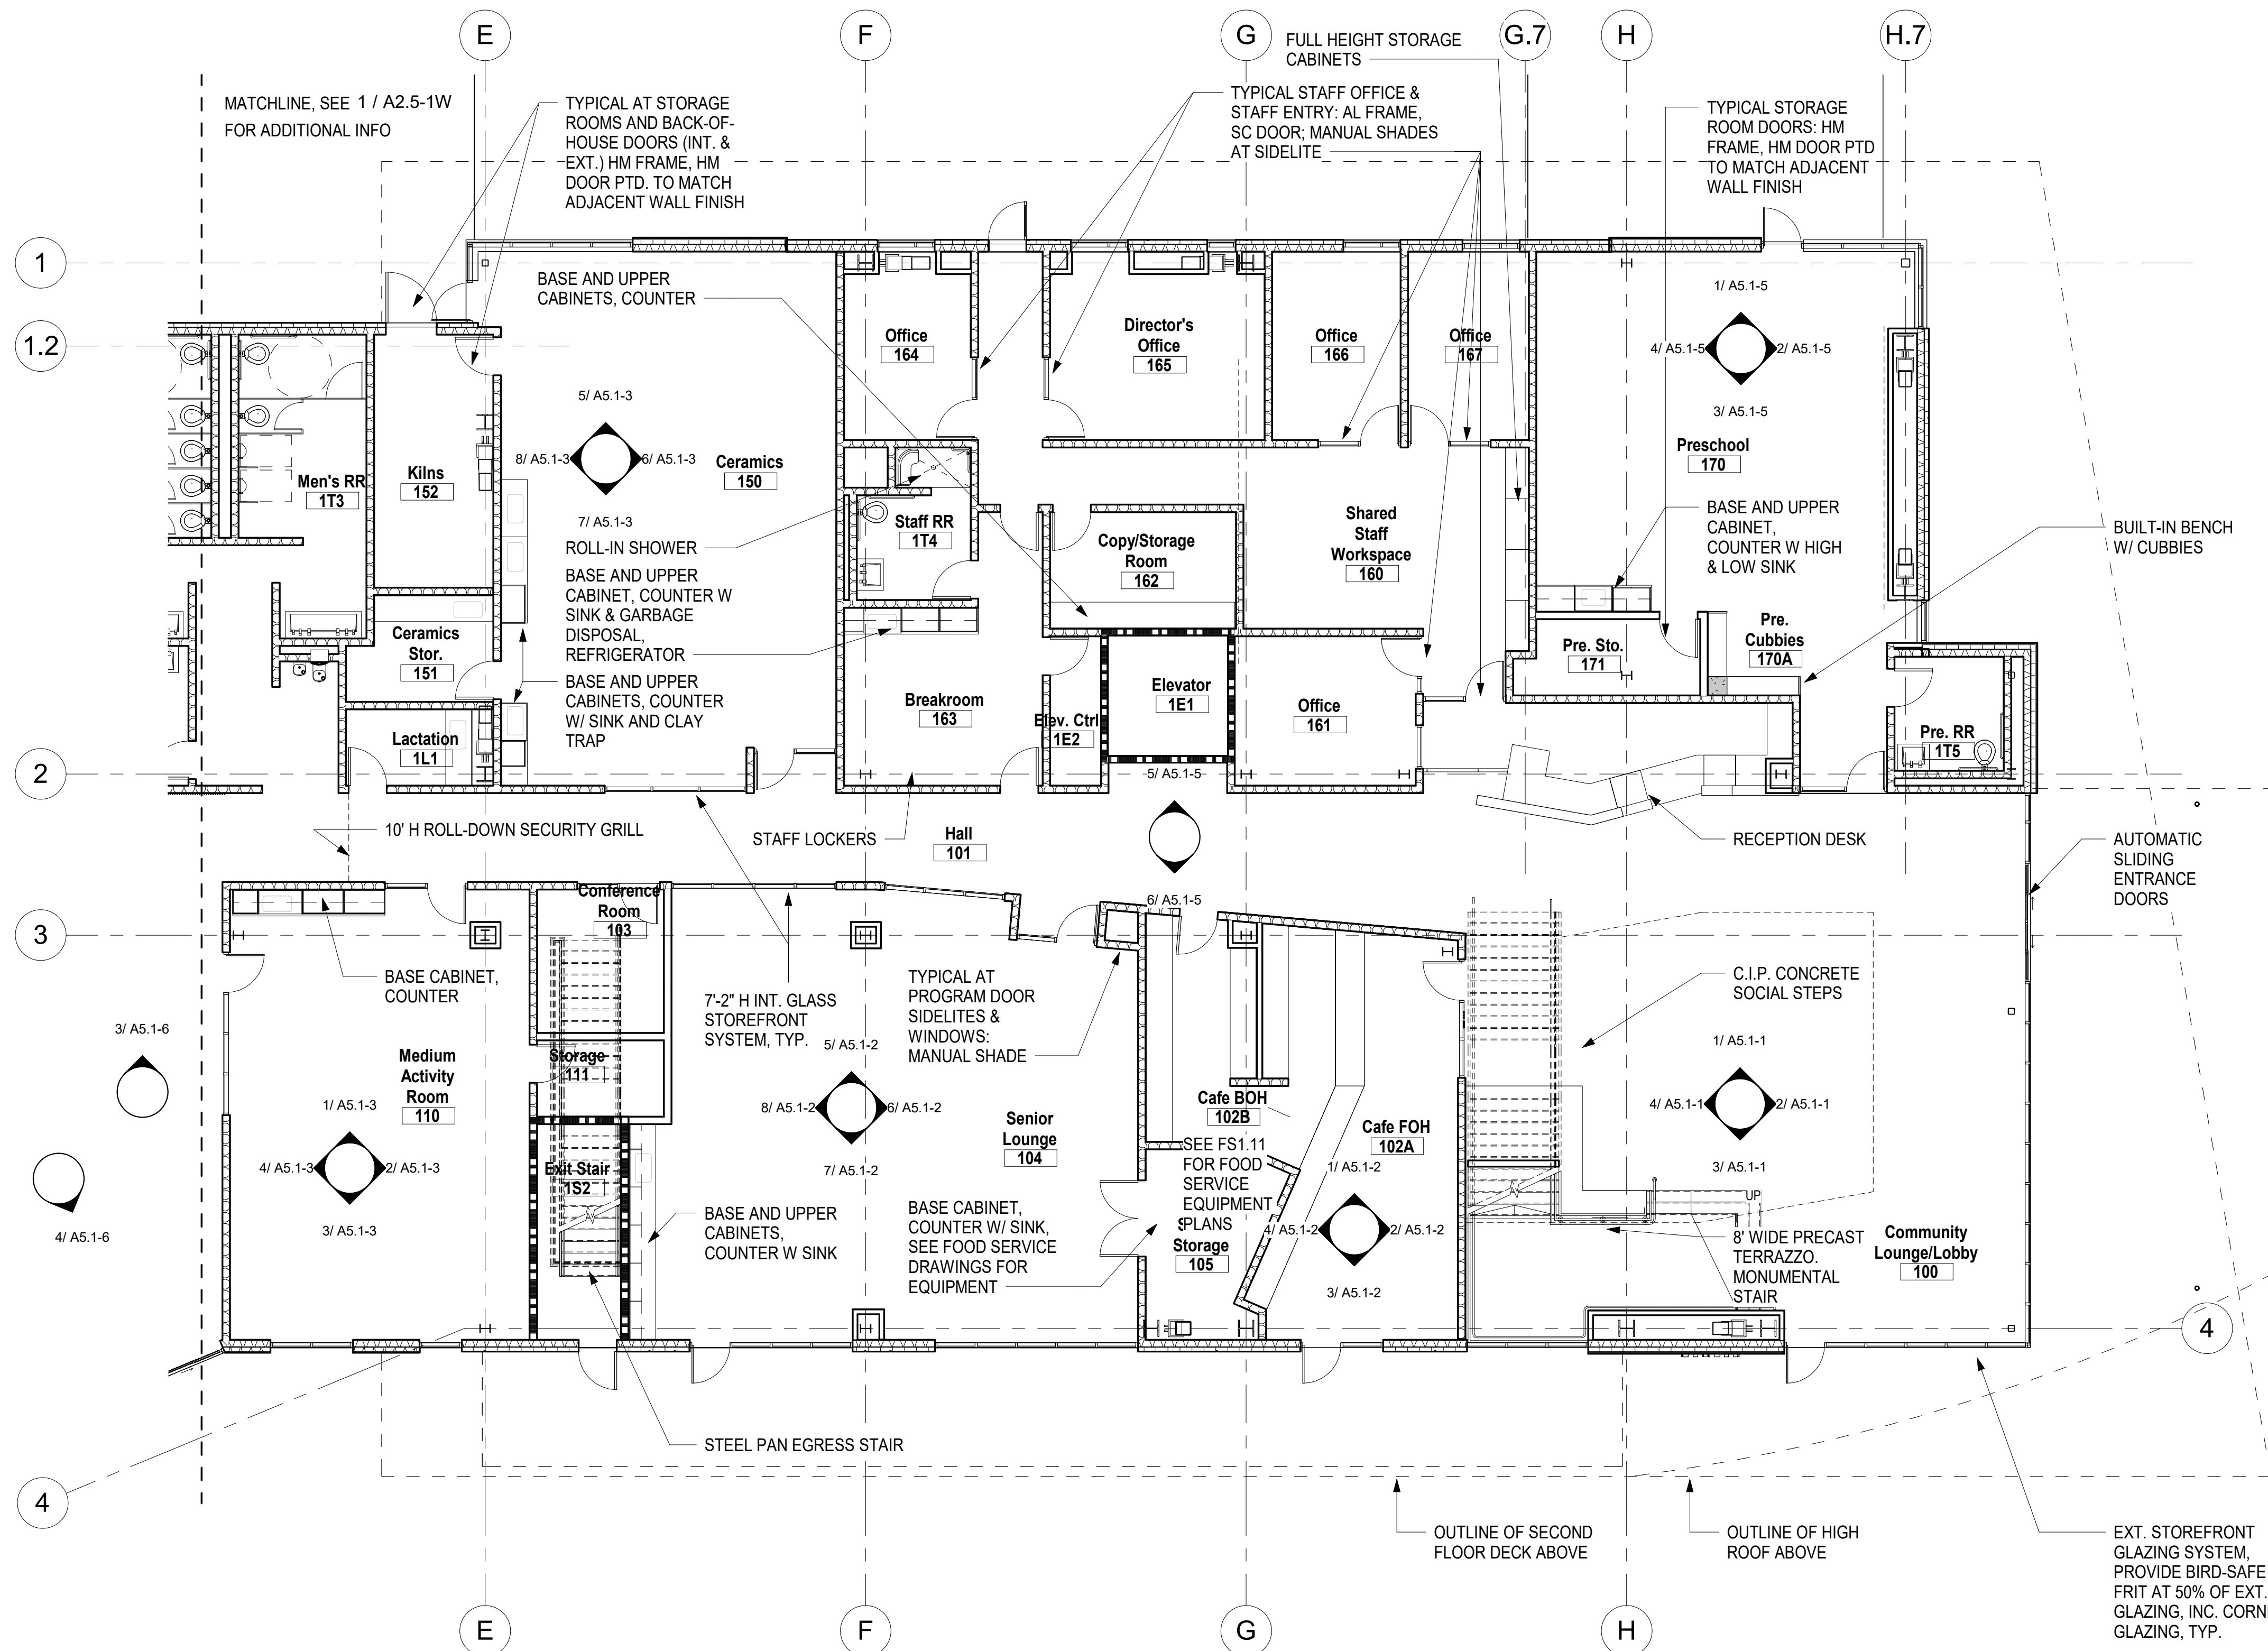 E
F
G
G.7
H
H.7
FULL HEIGHT STORAGE
CABINETS
MATCHLINE, SEE 1 / A2.5-1W
FOR ADDITIONAL INFO
TYPICAL AT STORAGE
ROOMS AND BACK-OF-
HOUSE DOORS (INT. &
EXT.) HM FRAME, HM
DOOR PTD. TO MATCH
ADJACENT WALL FINISH
TYPICAL STAFF OFFICE &
STAFF ENTRY: AL FRAME,
SC DOOR; MANUAL SHADES
AT SIDELITE
TYPICAL STORAGE
ROOM DOORS: HM
FRAME, HM DOOR PTD
TO MATCH ADJACENT
WALL FINISH
1
1.2
BASE AND UPPER
CABINETS, COUNTER
Office
164
Director's
Office
165
Office
166
Office
167
1/ A5.1-5
4/ A5.1-5
2/ A5.1-5
3/ A5.1-5
Preschool
170
5/ A5.1-3
8/ A5.1-3
6/ A5.1-3
7/ A5.1-3
Ceramics
150
Men's RR
1T3
Kilns
152
ROLL-IN SHOWER
BASE AND UPPER
CABINET, COUNTER W
SINK & GARBAGE
DISPOSAL,
REFRIGERATOR
BASE AND UPPER
CABINETS, COUNTER
W/ SINK AND CLAY
TRAP
Staff RR
1T4
Copy/Storage
Room
162
Shared
Staff
Workspace
160
BASE AND UPPER
CABINET,
COUNTER W HIGH
& LOW SINK
BUILT-IN BENCH
W/ CUBBIES
Ceramics
Stor.
151
Pre. Sto.
171
Pre.
Cubbies
170A
Lactation
1L1
Breakroom
163
Elev. Ctrl
1E2
Elevator
1E1
Office
161
Pre. RR
1T5
2
5/ A5.1-5
6/ A5.1-5
10' H ROLL-DOWN SECURITY GRILL
STAFF LOCKERS
Hall
101
RECEPTION DESK
AUTOMATIC
SLIDING
ENTRANCE
DOORS
3
Conference
Room
103
BASE CABINET,
COUNTER
7'-2" H INT. GLASS
STOREFRONT
SYSTEM, TYP.
TYPICAL AT
PROGRAM DOOR
SIDELITES &
WINDOWS:
MANUAL SHADE
C.I.P. CONCRETE
SOCIAL STEPS
3/ A5.1-6
4/ A5.1-6
Medium
Activity
Room
110
1/ A5.1-3
4/ A5.1-3
2/ A5.1-3
3/ A5.1-3
Storage
111
Exit Stair
1S2
5/ A5.1-2
8/ A5.1-2
6/ A5.1-2
7/ A5.1-2
Senior
Lounge
104
BASE AND UPPER
CABINETS,
COUNTER W SINK
BASE CABINET,
COUNTER W/ SINK,
SEE FOOD SERVICE
DRAWINGS FOR
EQUIPMENT
Cafe BOH
102B
SEE FS1.11
FOR FOOD
SERVICE
EQUIPMENT
PLANS
Storage
105
Cafe FOH
102A
1/ A5.1-2
4/ A5.1-2
2/ A5.1-2
3/ A5.1-2
1/ A5.1-1
4/ A5.1-1
2/ A5.1-1
3/ A5.1-1
UP
8' WIDE PRECAST
TERRAZZO.
MONUMENTAL
STAIR
Community
Lounge/Lobby
100
4
STEEL PAN EGRESS STAIR
4
OUTLINE OF SECOND
FLOOR DECK ABOVE
OUTLINE OF HIGH
ROOF ABOVE
EXT. STOREFRONT
GLAZING SYSTEM,
PROVIDE BIRD-SAFE
FRIT AT 50% OF EXT.
GLAZING, INC. CORN
GLAZING, TYP.
E
F
G
H